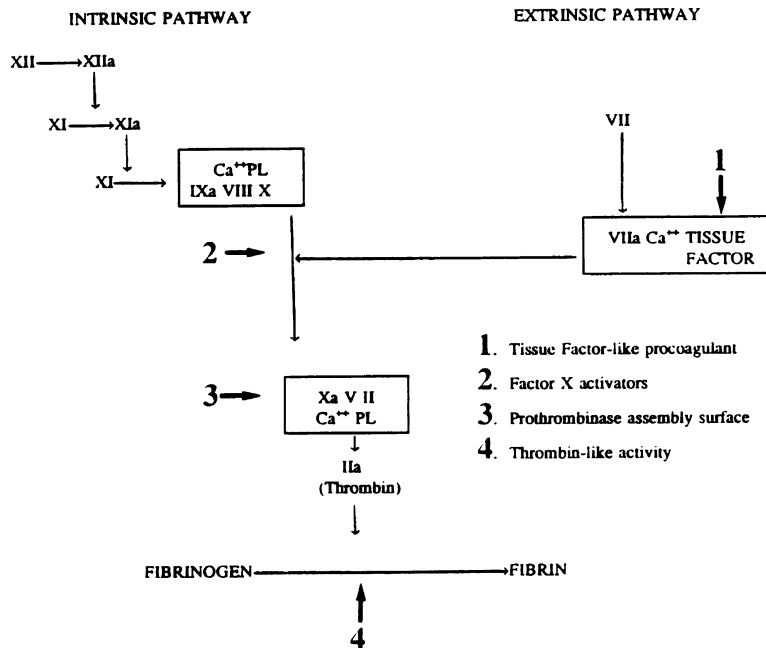 INTRINSIC PATHWAY
EXTRINSIC PATHWAY
XII XIIa
XI XIa
XI
Ca⁺⁺PL
IXa VIII X
VII
1
VIIa Ca⁺⁺ TISSUE
FACTOR
2
3
Xa V II
Ca⁺⁺ PL
IIa
(Thrombin)
1. Tissue Factor-like procoagulant
2. Factor X activators
3. Prothrombinase assembly surface
4. Thrombin-like activity
FIBRINOGEN FIBRIN
4